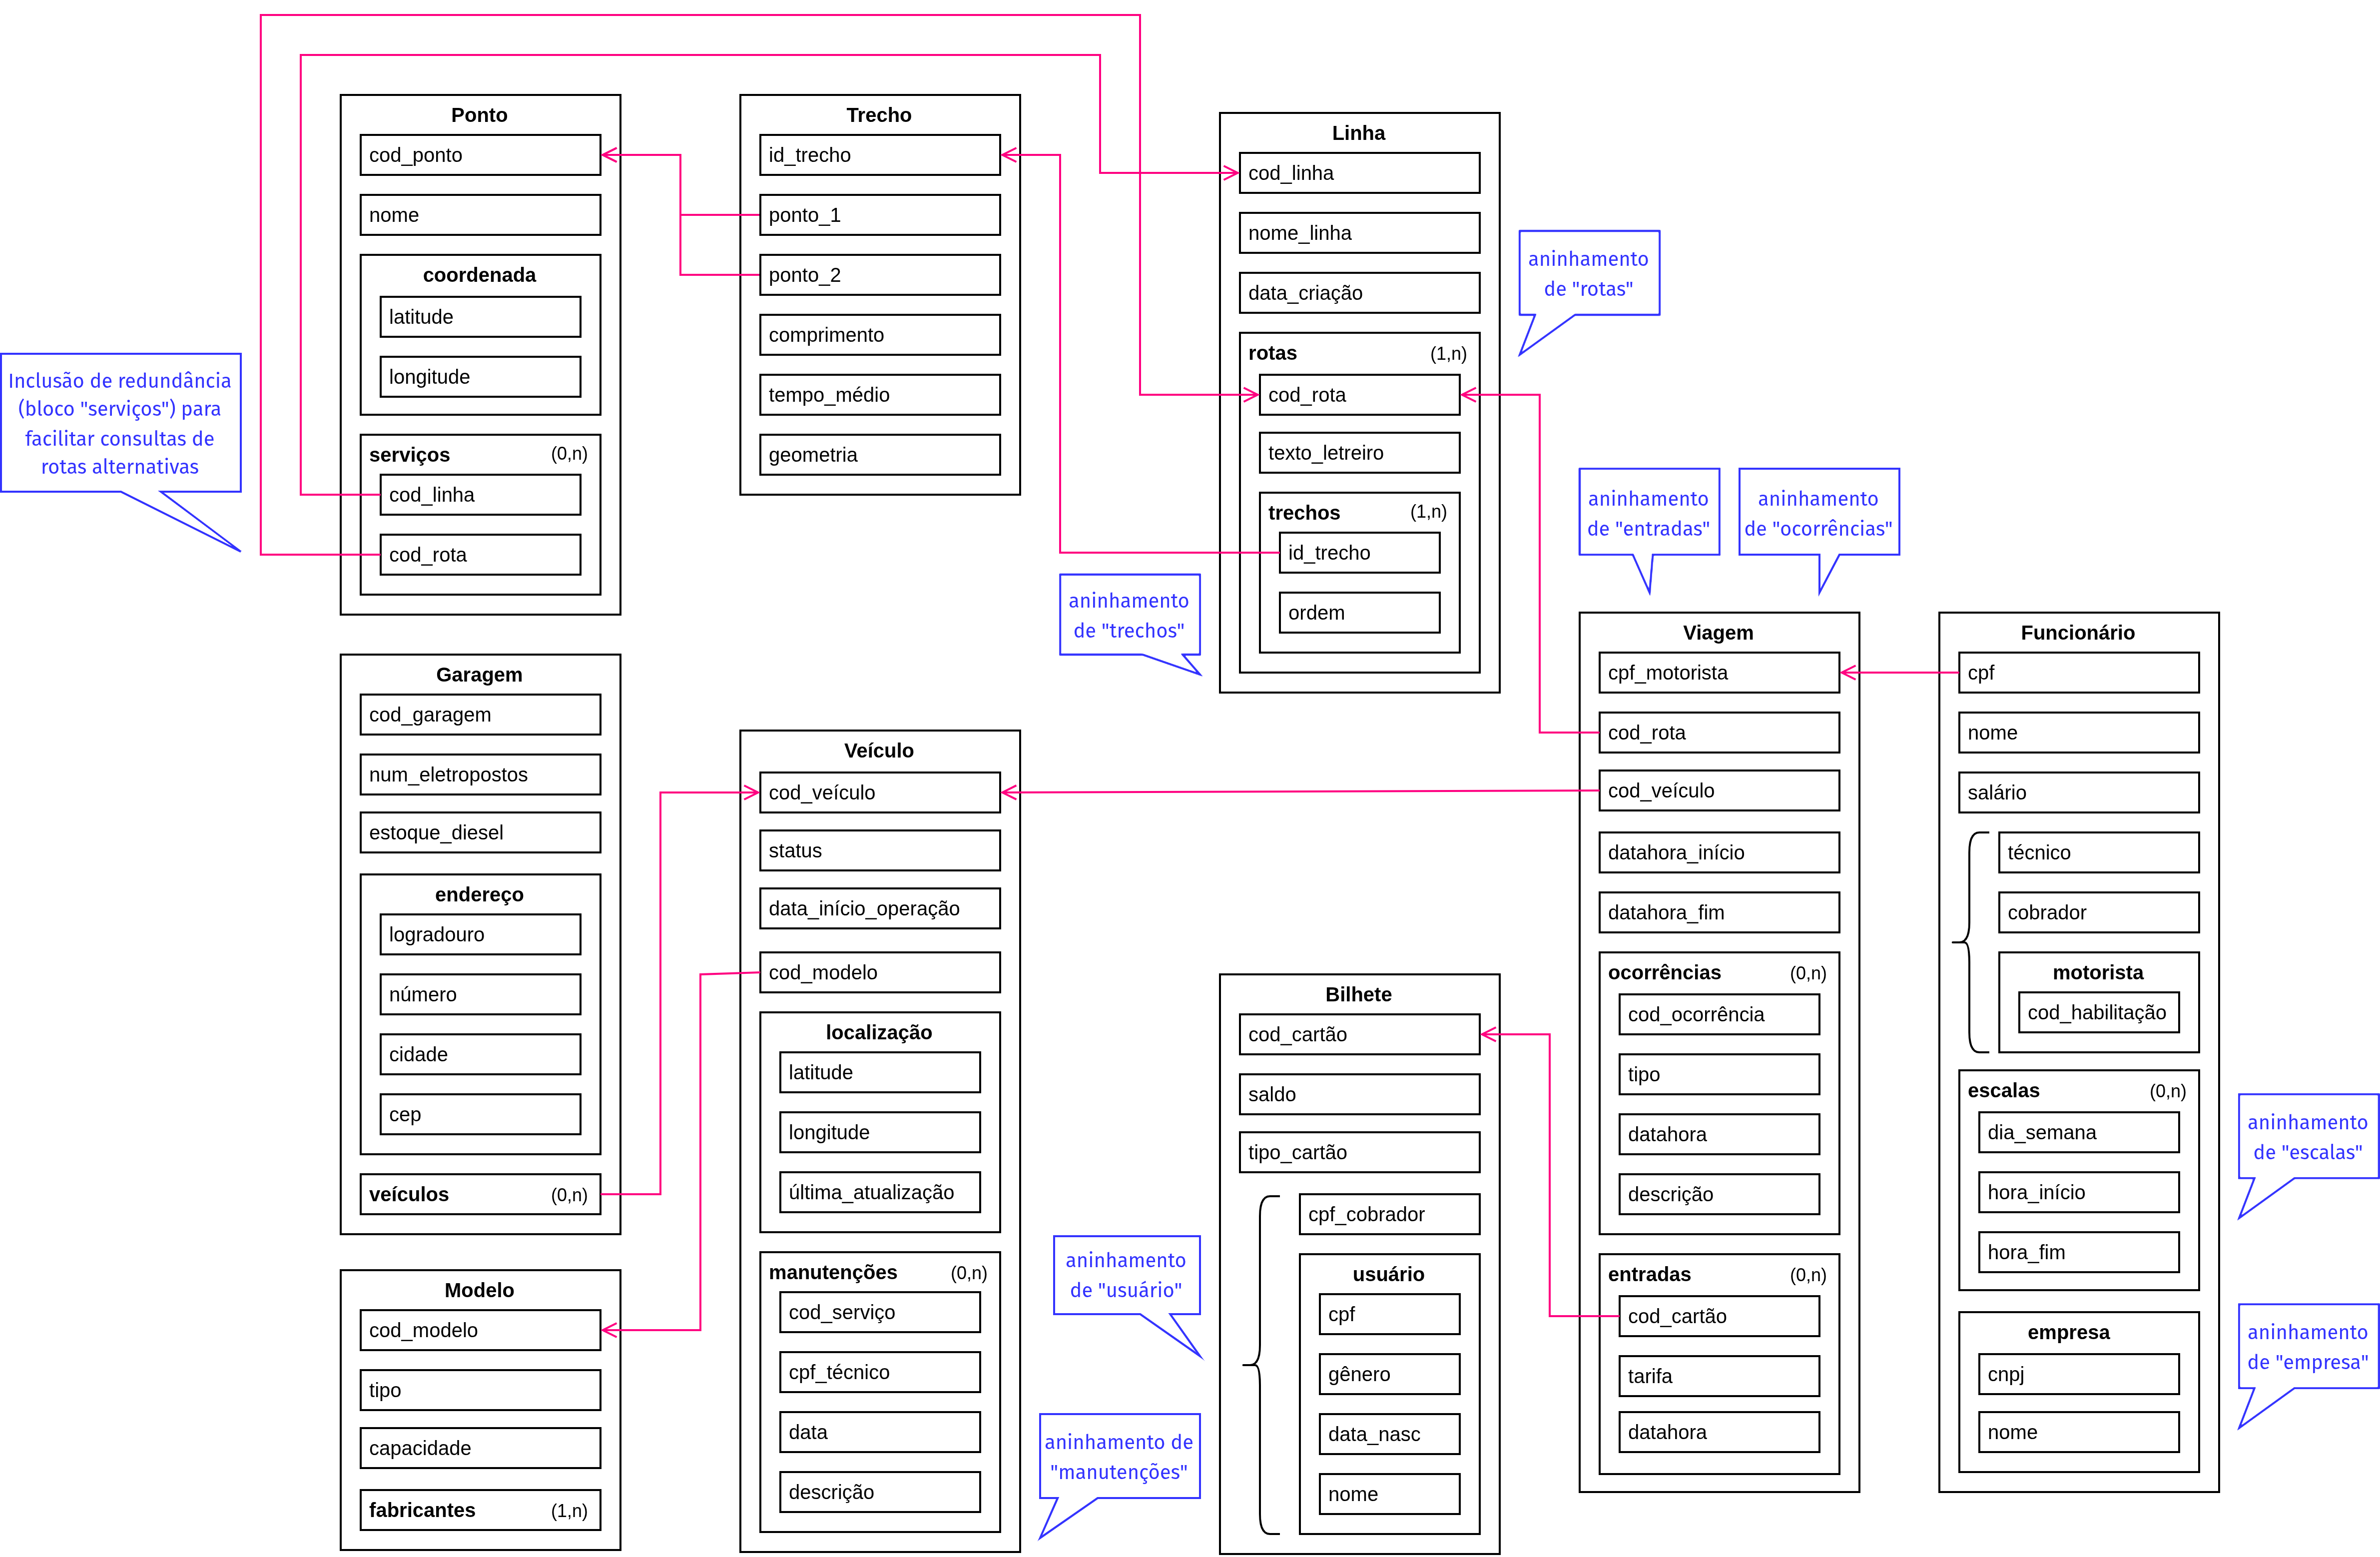 Ponto
cod_ponto
nome
coordenada
latitude
longitude
serviços (0,n)
cod_linha
cod_rota
Inclusão de redundância
(bloco "serviços") para
facilitar consultas de
rotas alternativas
Trecho
id_trecho
ponto_1
ponto_2
comprimento
tempo_médio
geometria
Linha
cod_linha
nome_linha
data_criação
rotas (1,n)
cod_rota
texto_letreiro
trechos (1,n)
id_trecho
ordem
aninhamento
de "rotas"
aninhamento
de "trechos"
Garagem
cod_garagem
num_eletropostos
estoque_diesel
endereço
logradouro
número
cidade
cep
veículos (0,n)
Modelo
cod_modelo
tipo
capacidade
fabricantes (1,n)
Veículo
cod_veículo
status
data_início_operação
cod_modelo
localização
latitude
longitude
última_atualização
manutenções (0,n)
cod_serviço
cpf_técnico
data
descrição
aninhamento de
"manutenções"
Bilhete
cod_cartão
saldo
tipo_cartão
cpf_cobrador
usuário
cpf
gênero
data_nasc
nome
aninhamento
de "usuário"
aninhamento
de "entradas"
aninhamento
de "ocorrências"
Viagem
cpf_motorista
cod_rota
cod_veículo
datahora_início
datahora_fim
ocorrências (0,n)
cod_ocorrência
tipo
datahora
descrição
entradas (0,n)
cod_cartão
tarifa
datahora
Funcionário
cpf
nome
salário
técnico
cobrador
motorista
cod_habilitação
escalas (0,n)
dia_semana
hora_início
hora_fim
empresa
cnpj
nome
aninhamento
de "escalas"
aninhamento
de "empresa"